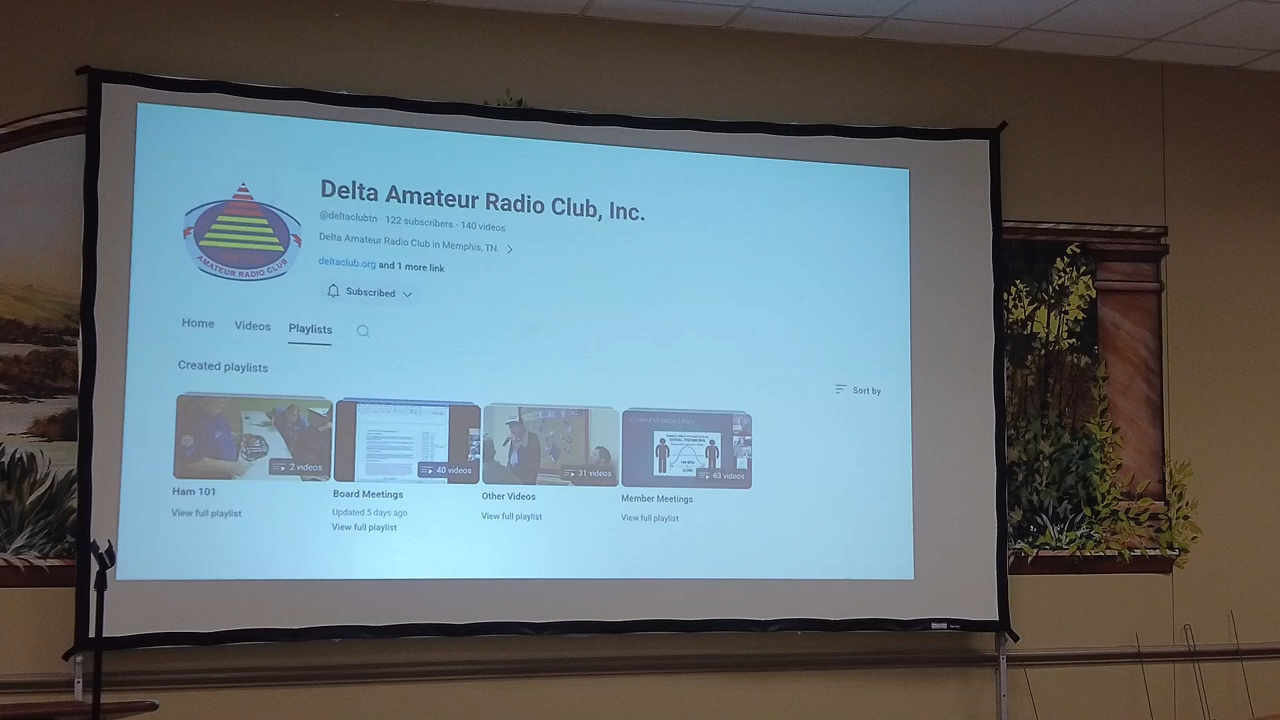 Delta Amateur Radio Club, Inc.
@deltaclubtn · 122 subscribers · 140 videos
Delta Amateur Radio Club in Memphis, TN.
deltaclub.org and 1 more link
AMATEUR RADIO CLUB
Subscribed
Home Videos Playlists
Created playlists
Sort by
2 videos
40 videos
31 videos
63 videos
SOCIAL DISTANCING
Ham 101
Board Meetings
Other Videos
Member Meetings
Updated 5 days ago
View full playlist
View full playlist
View full playlist
View full playlist